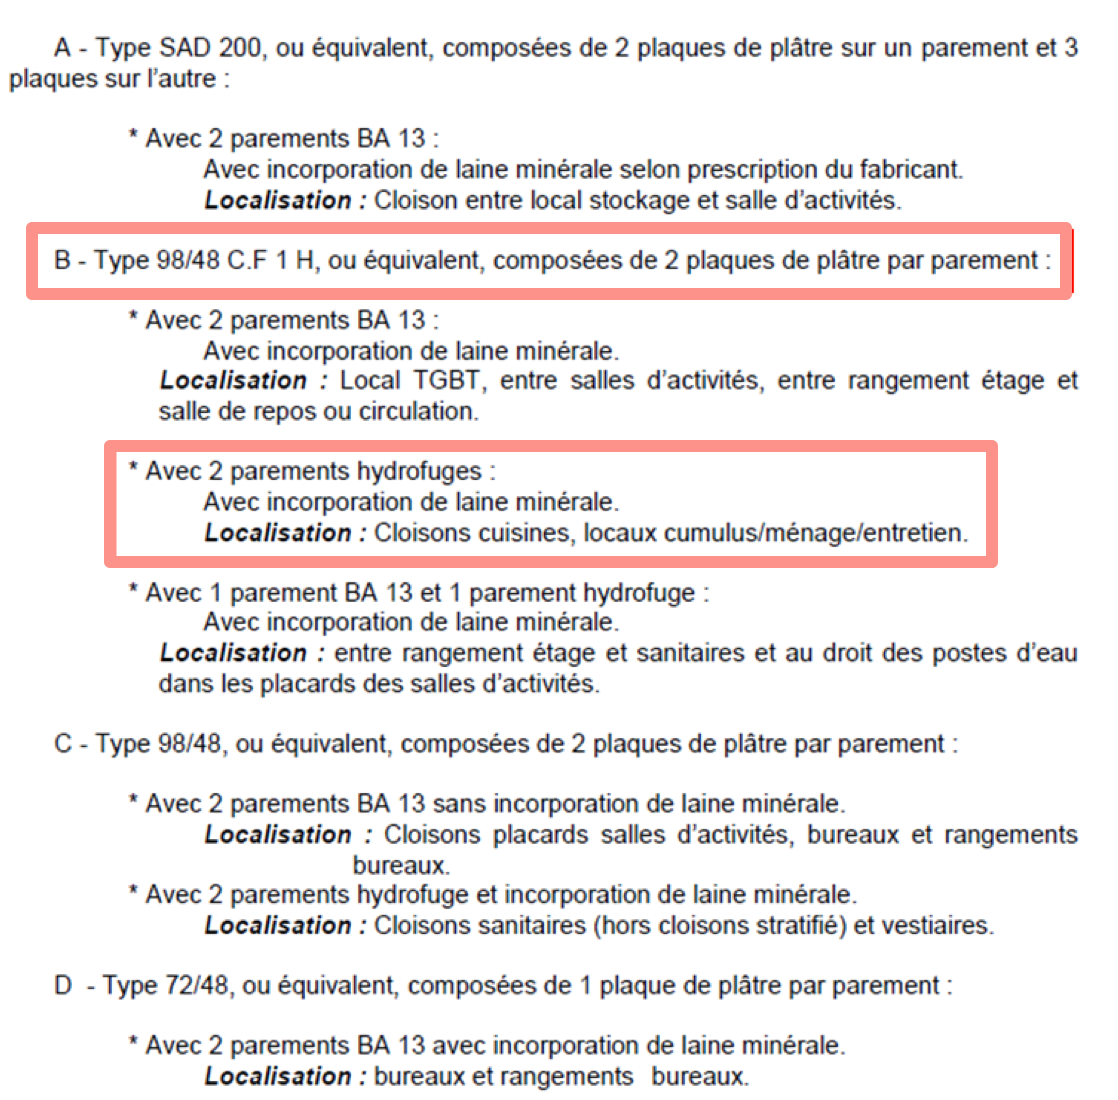 A - Type SAD 200, ou équivalent, composées de 2 plaques de plâtre sur un parement et 3
plaques sur l'autre :
* Avec 2 parements BA 13 :
Avec incorporation de laine minérale selon prescription du fabricant.
Localisation : Cloison entre local stockage et salle d'activités.
B - Type 98/48 C.F 1 H, ou équivalent, composées de 2 plaques de plâtre par parement :
* Avec 2 parements BA 13 :
Avec incorporation de laine minérale.
Localisation : Local TGBT, entre salles d'activités, entre rangement étage et
salle de repos ou circulation.
* Avec 2 parements hydrofuges :
Avec incorporation de laine minérale.
Localisation : Cloisons cuisines, locaux cumulus/ménage/entretien.
* Avec 1 parement BA 13 et 1 parement hydrofuge :
Avec incorporation de laine minérale.
Localisation : entre rangement étage et sanitaires et au droit des postes d'eau
dans les placards des salles d'activités.
C - Type 98/48, ou équivalent, composées de 2 plaques de plâtre par parement :
* Avec 2 parements BA 13 sans incorporation de laine minérale.
Localisation : Cloisons placards salles d'activités, bureaux et rangements
bureaux.
* Avec 2 parements hydrofuge et incorporation de laine minérale.
Localisation : Cloisons sanitaires (hors cloisons stratifié) et vestiaires.
D - Type 72/48, ou équivalent, composées de 1 plaque de plâtre par parement :
* Avec 2 parements BA 13 avec incorporation de laine minérale.
Localisation : bureaux et rangements bureaux.